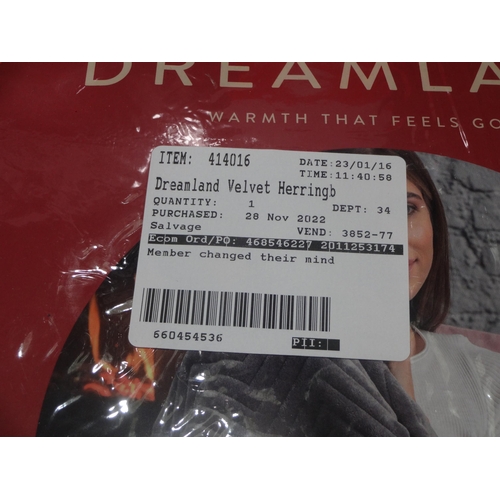 DREAMLA
WARMTH THAT FEELS GO
ITEM: 414016 DATE:23/01/16
TIME:11:40:58
Dreamland Velvet Herringb
QUANTITY: 1 DEPT: 34
PURCHASED: 28 Nov 2022
Salvage VEND: 3852-77
Ecom Ord/PO: 468546227 2011253174
Member changed their mind
660454536 PII: